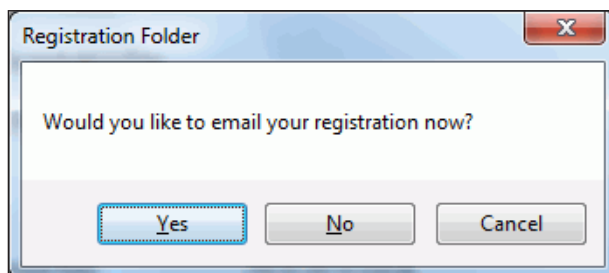 Registration Folder
Would you like to email your registration now?
Yes
No
Cancel